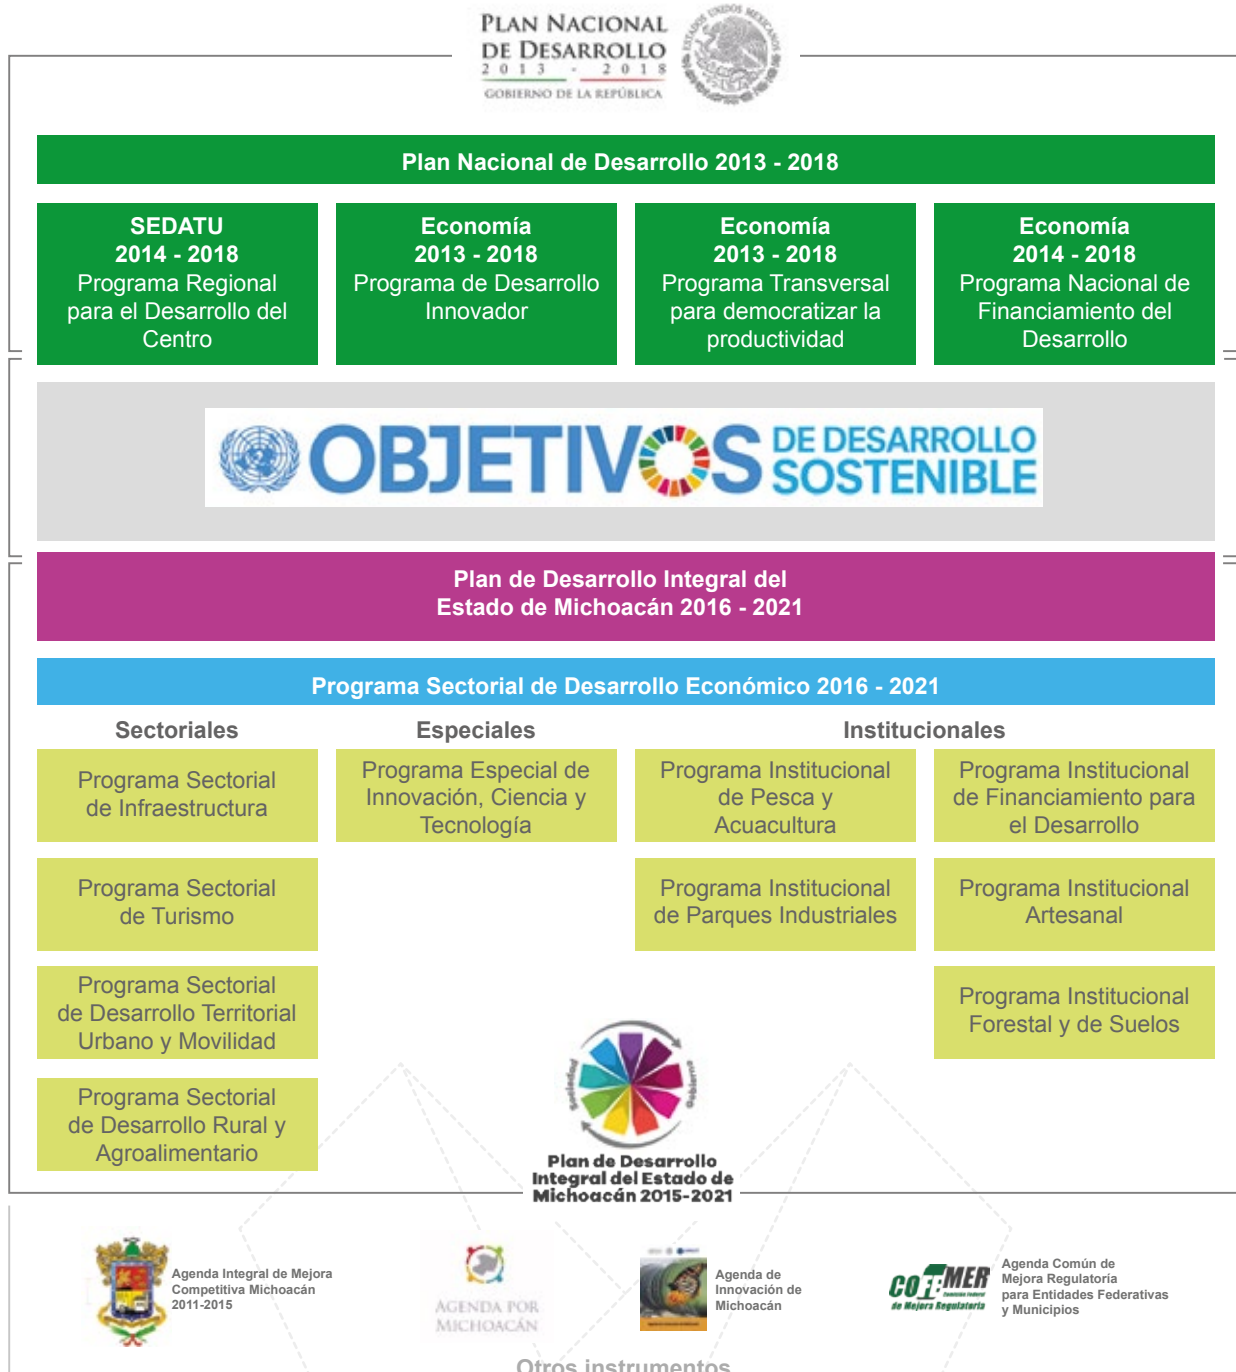 PLAN NACIONAL
DE DESARROLLO
2013 - 2018
GOBIERNO DE LA REPÚBLICA
ESTADOS UNIDOS MEXICANOS
Plan Nacional de Desarrollo 2013 - 2018
SEDATU
2014 - 2018
Programa Regional
para el Desarrollo del
Centro
Economía
2013 - 2018
Programa de Desarrollo
Innovador
Economía
2013 - 2018
Programa Transversal
para democratizar la
productividad
Economía
2014 - 2018
Programa Nacional de
Financiamiento del
Desarrollo
OBJETIVOS
DE DESARROLLO
SOSTENIBLE
Plan de Desarrollo Integral del
Estado de Michoacán 2016 - 2021
Programa Sectorial de Desarrollo Económico 2016 - 2021
Sectoriales
Especiales
Institucionales
Programa Sectorial
de Infraestructura
Programa Especial de
Innovación, Ciencia y
Tecnología
Programa Institucional
de Pesca y
Acuacultura
Programa Institucional
de Financiamiento para
el Desarrollo
Programa Sectorial
de Turismo
Programa Institucional
de Parques Industriales
Programa Institucional
Artesanal
Programa Sectorial
de Desarrollo Territorial
Urbano y Movilidad
Programa Institucional
Forestal y de Suelos
Programa Sectorial
de Desarrollo Rural y
Agroalimentario
Sociedad
Gobierno
Plan de Desarrollo
Integral del Estado de
Michoacán 2015-2021
Agenda Integral de Mejora
Competitiva Michoacán
2011-2015
AGENDA POR
MICHOACÁN
Agenda de
Innovación de
Michoacán
COFEMER
Comisión Federal
de Mejora Regulatoria
Agenda Común de
Mejora Regulatoria
para Entidades Federativas
y Municipios
Otros instrumentos